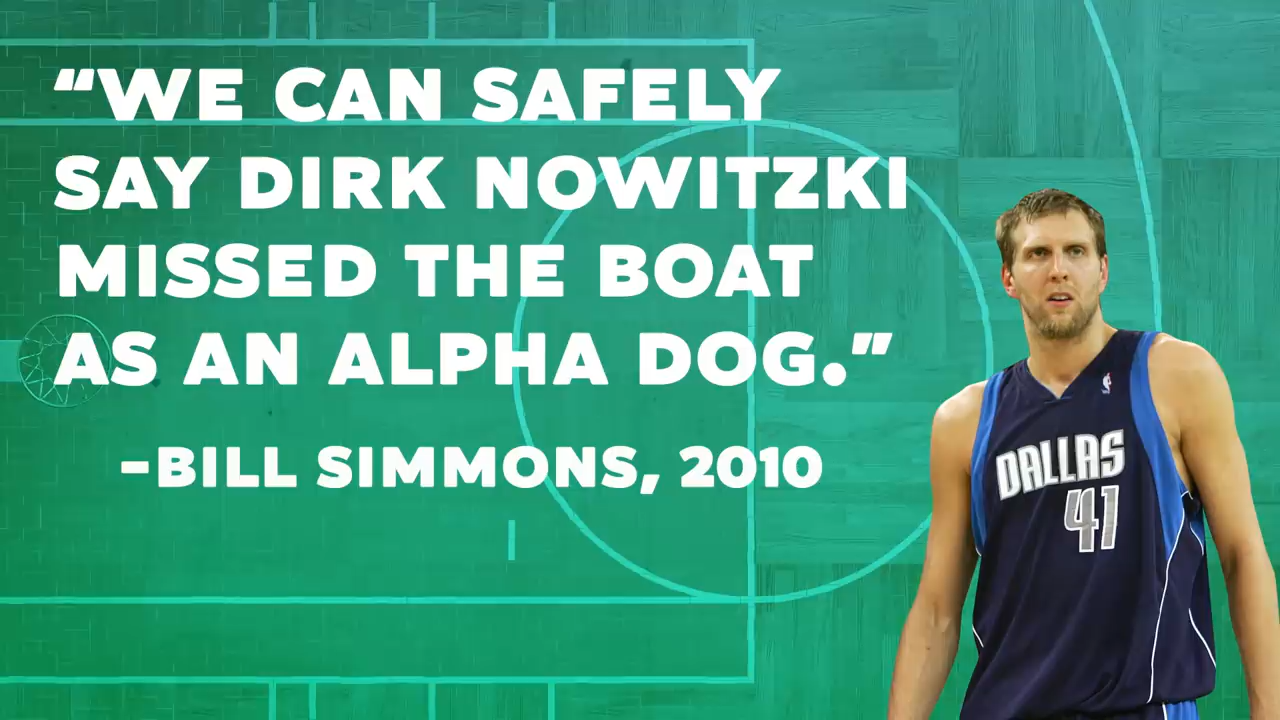 “WE CAN SAFELY
SAY DIRK NOWITZKI
MISSED THE BOAT
AS AN ALPHA DOG.”
-BILL SIMMONS, 2010
DALLAS
41